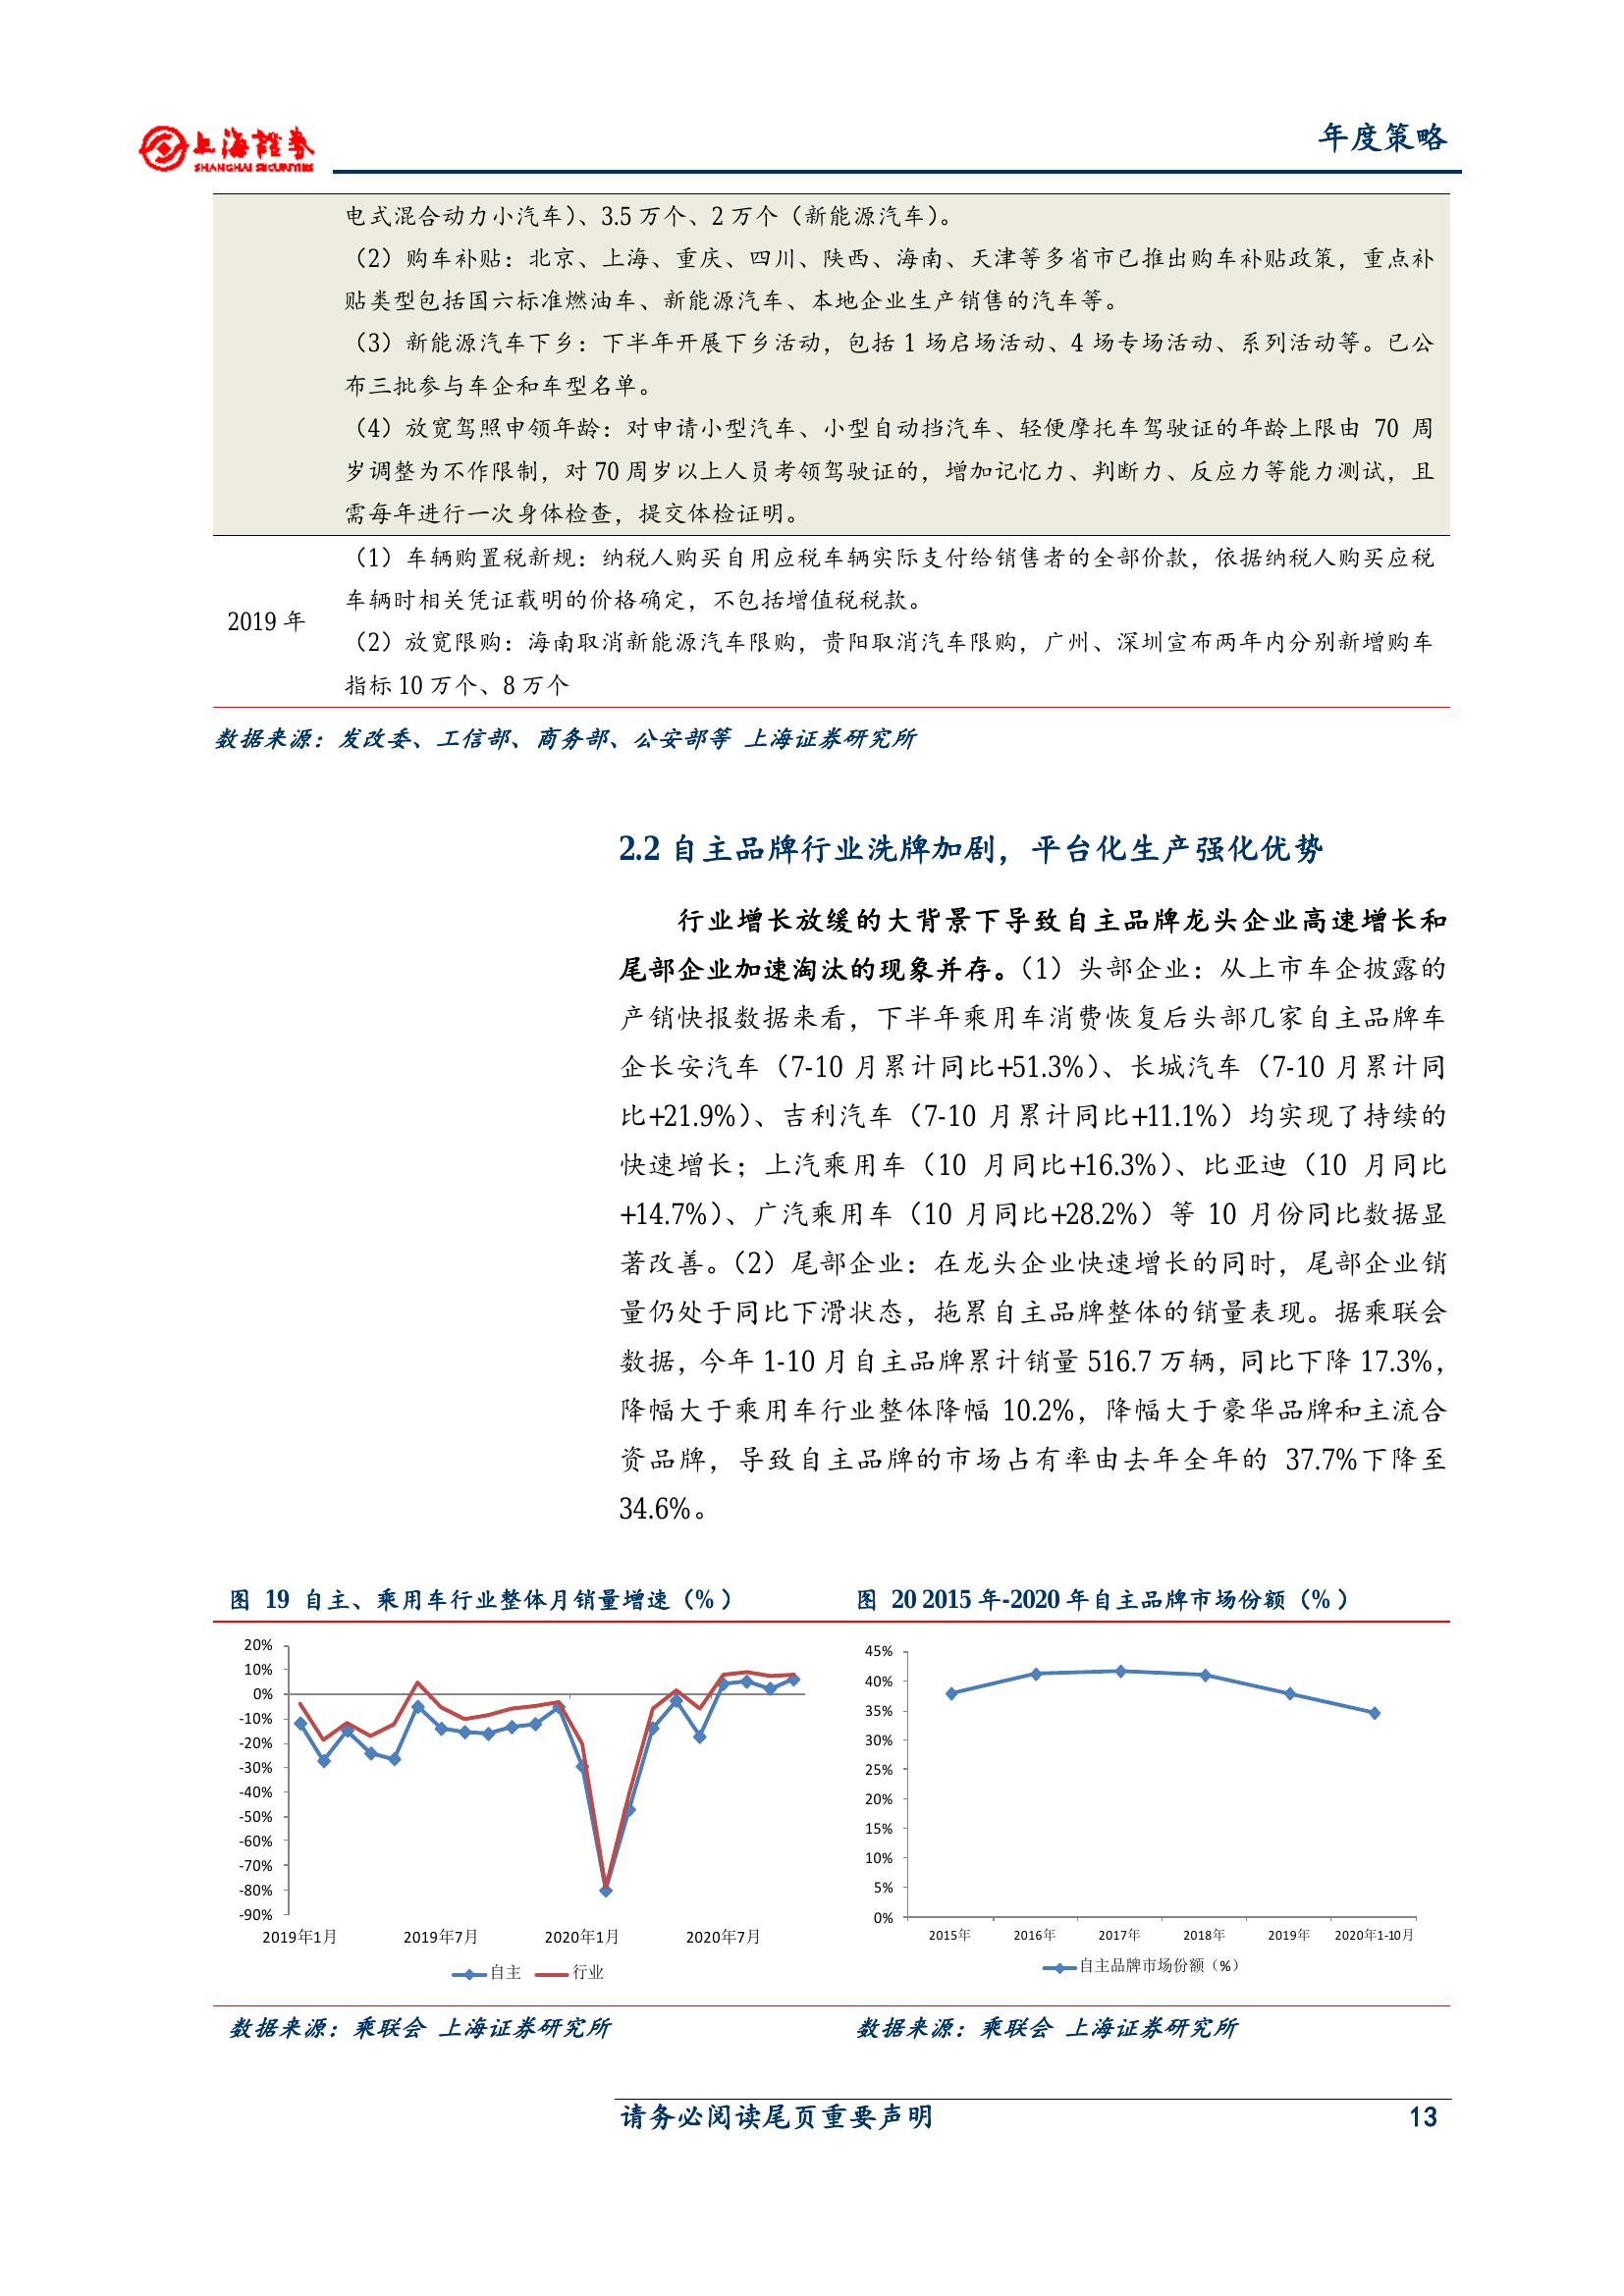 上海證券
SHANGHAI SECURITIES
年度策略
电式混合动力小汽车）、3.5 万个、2 万个（新能源汽车）。
（2）购车补贴：北京、上海、重庆、四川、陕西、海南、天津等多省市已推出购车补贴政策，重点补
贴类型包括国六标准燃油车、新能源汽车、本地企业生产销售的汽车等。
（3）新能源汽车下乡：下半年开展下乡活动，包括 1 场启场活动、4 场专场活动、系列活动等。已公
布三批参与车企和车型名单。
（4）放宽驾照申领年龄：对申请小型汽车、小型自动挡汽车、轻便摩托车驾驶证的年龄上限由 70 周
岁调整为不作限制，对 70 周岁以上人员考领驾驶证的，增加记忆力、判断力、反应力等能力测试，且
需每年进行一次身体检查，提交体检证明。
2019 年
（1）车辆购置税新规：纳税人购买自用应税车辆实际支付给销售者的全部价款，依据纳税人购买应税
车辆时相关凭证载明的价格确定，不包括增值税税款。
（2）放宽限购：海南取消新能源汽车限购，贵阳取消汽车限购，广州、深圳宣布两年内分别新增购车
指标 10 万个、8 万个
数据来源：发改委、工信部、商务部、公安部等 上海证券研究所
2.2 自主品牌行业洗牌加剧，平台化生产强化优势
行业增长放缓的大背景下导致自主品牌龙头企业高速增长和
尾部企业加速淘汰的现象并存。（1）头部企业：从上市车企披露的
产销快报数据来看，下半年乘用车消费恢复后头部几家自主品牌车
企长安汽车（7-10 月累计同比+51.3%）、长城汽车（7-10 月累计同
比+21.9%）、吉利汽车（7-10 月累计同比+11.1%）均实现了持续的
快速增长；上汽乘用车（10 月同比+16.3%）、比亚迪（10 月同比
+14.7%）、广汽乘用车（10 月同比+28.2%）等 10 月份同比数据显
著改善。（2）尾部企业：在龙头企业快速增长的同时，尾部企业销
量仍处于同比下滑状态，拖累自主品牌整体的销量表现。据乘联会
数据，今年 1-10 月自主品牌累计销量 516.7 万辆，同比下降 17.3%，
降幅大于乘用车行业整体降幅 10.2%，降幅大于豪华品牌和主流合
资品牌，导致自主品牌的市场占有率由去年全年的 37.7%下降至
34.6%。
图 19 自主、乘用车行业整体月销量增速（%）
20%
10%
0%
-10%
-20%
-30%
-40%
-50%
-60%
-70%
-80%
-90%
2019年1月 2019年7月 2020年1月 2020年7月
自主 行业
数据来源：乘联会 上海证券研究所
图 20 2015 年-2020 年自主品牌市场份额（%）
45%
40%
35%
30%
25%
20%
15%
10%
5%
0%
2015年 2016年 2017年 2018年 2019年 2020年1-10月
自主品牌市场份额（%）
数据来源：乘联会 上海证券研究所
请务必阅读尾页重要声明 13